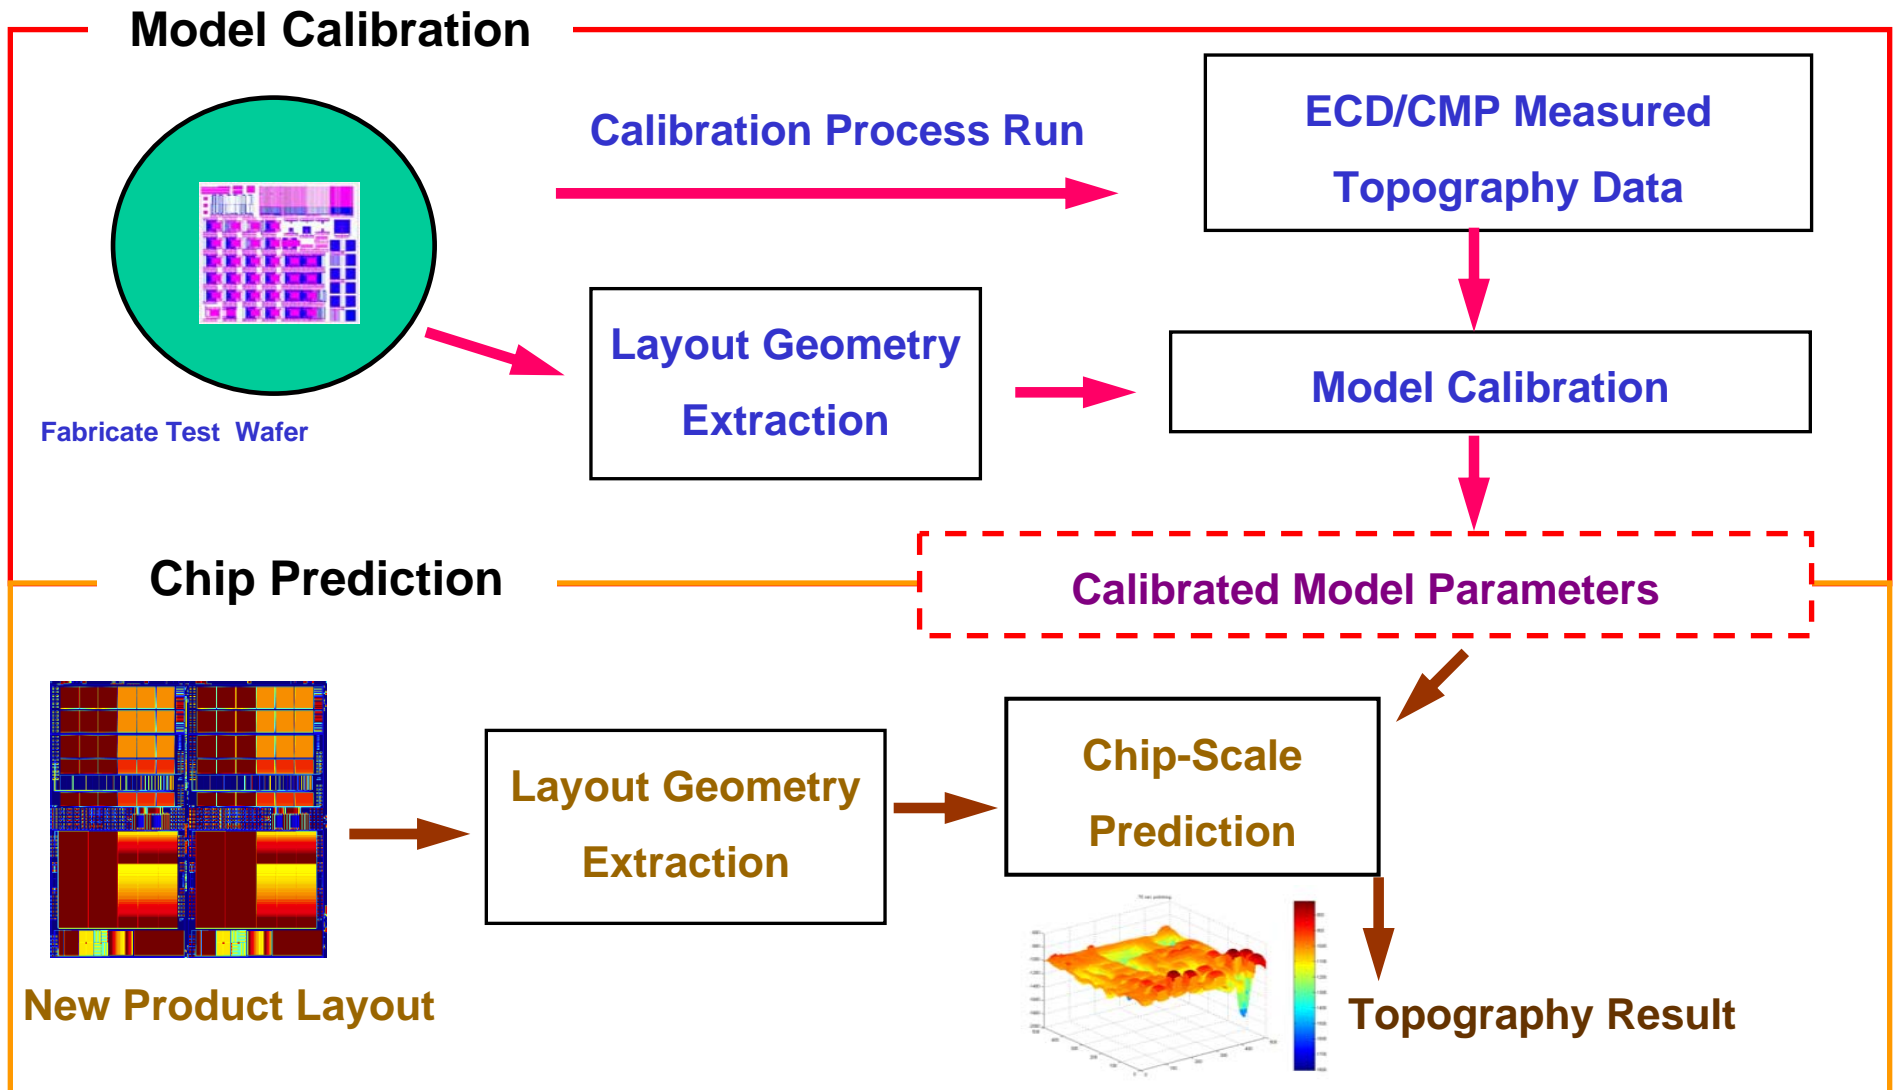 Model Calibration
Calibration Process Run
ECD/CMP Measured
Topography Data
Layout Geometry
Extraction
Model Calibration
Fabricate Test  Wafer
Chip Prediction
Calibrated Model Parameters
Layout Geometry
Extraction
Chip-Scale
Prediction
New Product Layout
Topography Result